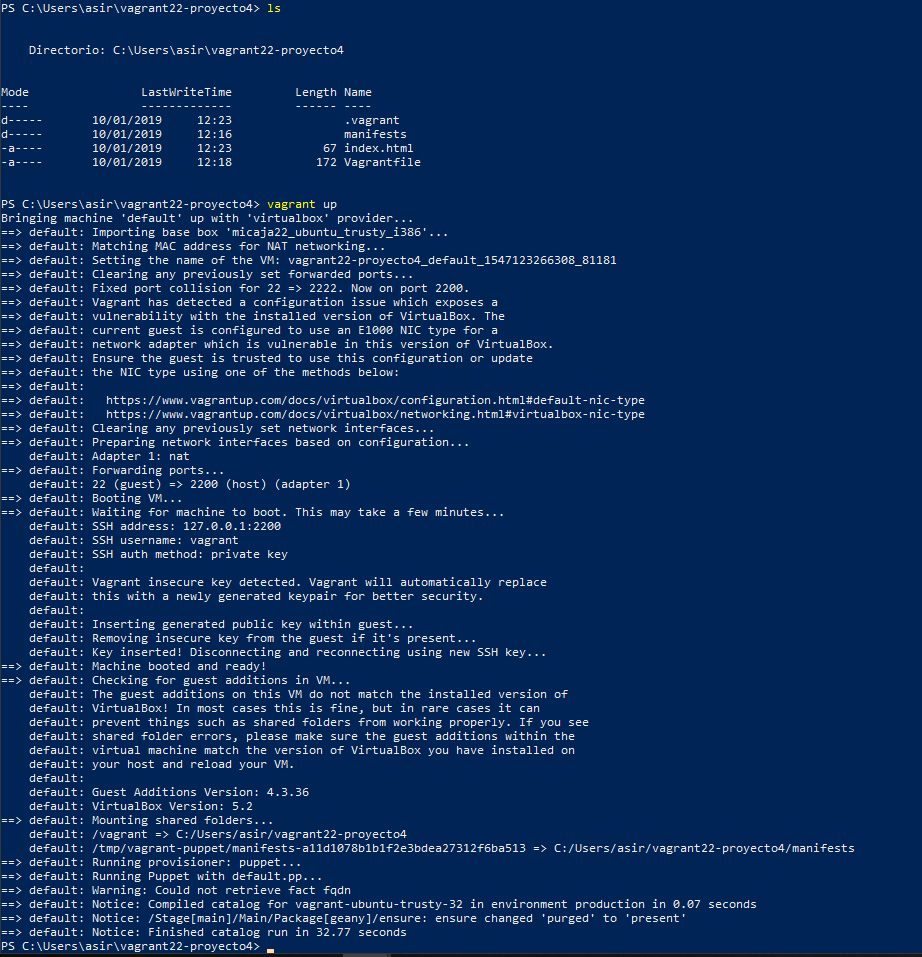 PS C:\Users\asir\vagrant22-proyecto4> ls
    Directorio: C:\Users\asir\vagrant22-proyecto4
Mode                LastWriteTime         Length Name
----                -------------         ------ ----
d-----       10/01/2019     12:23                .vagrant
d-----       10/01/2019     12:16                manifests
-a----       10/01/2019     12:23             67 index.html
-a----       10/01/2019     12:18            172 Vagrantfile
PS C:\Users\asir\vagrant22-proyecto4> vagrant up
Bringing machine 'default' up with 'virtualbox' provider...
==> default: Importing base box 'micaja22_ubuntu_trusty_i386'...
==> default: Matching MAC address for NAT networking...
==> default: Setting the name of the VM: vagrant22-proyecto4_default_1547123266308_81181
==> default: Clearing any previously set forwarded ports...
==> default: Fixed port collision for 22 => 2222. Now on port 2200.
==> default: Vagrant has detected a configuration issue which exposes a
==> default: vulnerability with the installed version of VirtualBox. The
==> default: current guest is configured to use an E1000 NIC type for a
==> default: network adapter which is vulnerable in this version of VirtualBox.
==> default: Ensure the guest is trusted to use this configuration or update
==> default: the NIC type using one of the methods below:
==> default:
==> default:   https://www.vagrantup.com/docs/virtualbox/configuration.html#default-nic-type
==> default:   https://www.vagrantup.com/docs/virtualbox/networking.html#virtualbox-nic-type
==> default: Clearing any previously set network interfaces...
==> default: Preparing network interfaces based on configuration...
    default: Adapter 1: nat
==> default: Forwarding ports...
    default: 22 (guest) => 2200 (host) (adapter 1)
==> default: Booting VM...
==> default: Waiting for machine to boot. This may take a few minutes...
    default: SSH address: 127.0.0.1:2200
    default: SSH username: vagrant
    default: SSH auth method: private key
    default:
    default: Vagrant insecure key detected. Vagrant will automatically replace
    default: this with a newly generated keypair for better security.
    default:
    default: Inserting generated public key within guest...
    default: Removing insecure key from the guest if it's present...
    default: Key inserted! Disconnecting and reconnecting using new SSH key...
==> default: Machine booted and ready!
==> default: Checking for guest additions in VM...
    default: The guest additions on this VM do not match the installed version of
    default: VirtualBox! In most cases this is fine, but in rare cases it can
    default: prevent things such as shared folders from working properly. If you see
    default: shared folder errors, please make sure the guest additions within the
    default: virtual machine match the version of VirtualBox you have installed on
    default: your host and reload your VM.
    default:
    default: Guest Additions Version: 4.3.36
    default: VirtualBox Version: 5.2
==> default: Mounting shared folders...
    default: /vagrant => C:/Users/asir/vagrant22-proyecto4
    default: /tmp/vagrant-puppet/manifests-a11d1078b1b1f2e3bdea27312f6ba513 => C:/Users/asir/vagrant22-proyecto4/manifests
==> default: Running provisioner: puppet...
==> default: Running Puppet with default.pp...
==> default: Warning: Could not retrieve fact fqdn
==> default: Notice: Compiled catalog for vagrant-ubuntu-trusty-32 in environment production in 0.07 seconds
==> default: Notice: /Stage[main]/Main/Package[geany]/ensure: ensure changed 'purged' to 'present'
==> default: Notice: Finished catalog run in 32.77 seconds
PS C:\Users\asir\vagrant22-proyecto4>